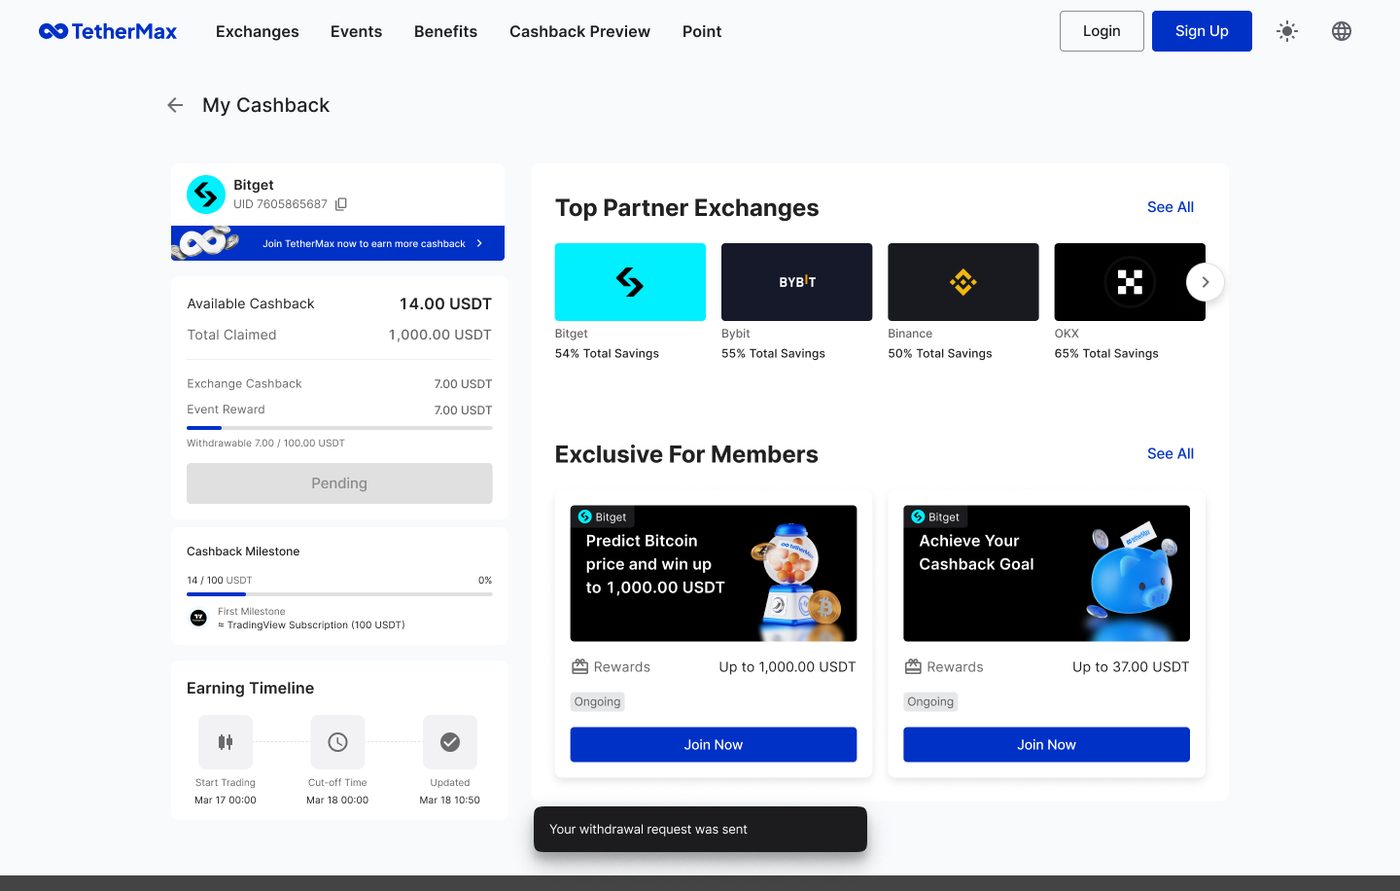 TetherMax
Exchanges
Events
Benefits
Cashback Preview
Point
Login
Sign Up
My Cashback
Bitget
UID 7605865687
Join TetherMax now to earn more cashback
Available Cashback 14.00 USDT
Total Claimed 1,000.00 USDT
Exchange Cashback 7.00 USDT
Event Reward 7.00 USDT
Withdrawable 7.00 / 100.00 USDT
Pending
Cashback Milestone
14 / 100 USDT 0%
First Milestone
≈ TradingView Subscription (100 USDT)
Earning Timeline
Start Trading
Mar 17 00:00
Cut-off Time
Mar 18 00:00
Updated
Mar 18 10:50
Top Partner Exchanges
See All
BYBIT
Bitget
54% Total Savings
Bybit
55% Total Savings
Binance
50% Total Savings
OKX
65% Total Savings
Exclusive For Members
See All
Bitget
Predict Bitcoin
price and win up
to 1,000.00 USDT
TetherMax
Rewards Up to 1,000.00 USDT
Ongoing
Join Now
Bitget
Achieve Your
Cashback Goal
TetherMax
Rewards Up to 37.00 USDT
Ongoing
Join Now
Your withdrawal request was sent